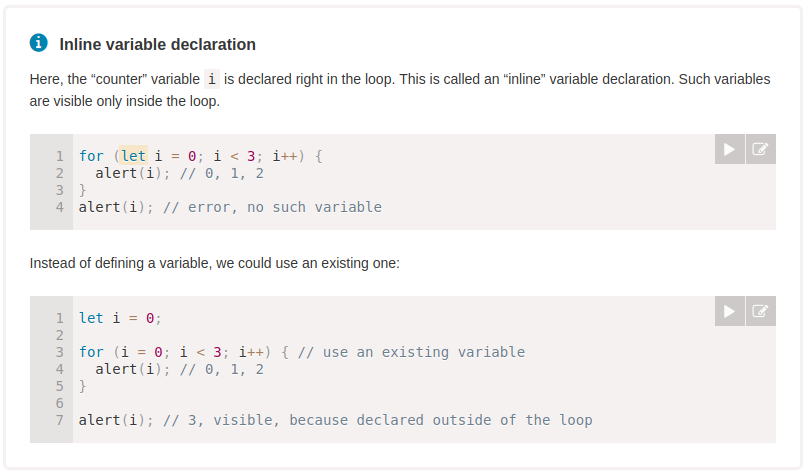 Inline variable declaration
Here, the “counter” variable i is declared right in the loop. This is called an “inline” variable declaration. Such variables
are visible only inside the loop.
1 for (let i = 0; i < 3; i++) {
2   alert(i); // 0, 1, 2
3 }
4 alert(i); // error, no such variable
Instead of defining a variable, we could use an existing one:
1 let i = 0;
2
3 for (i = 0; i < 3; i++) { // use an existing variable
4   alert(i); // 0, 1, 2
5 }
6
7 alert(i); // 3, visible, because declared outside of the loop